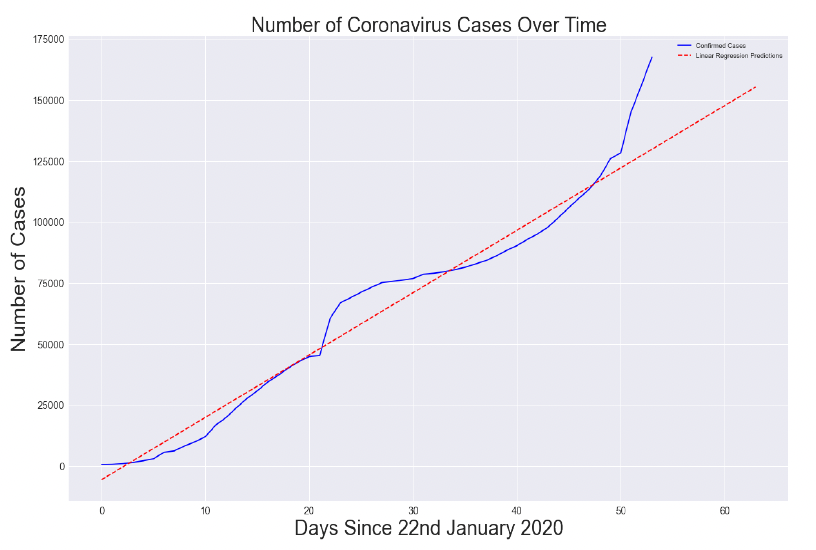 Number of Coronavirus Cases Over Time
175000
Confirmed Cases
Linear Regression Predictions
150000
125000
100000
75000
50000
25000
0
Number of Cases
0 10 20 30 40 50 60
Days Since 22nd January 2020